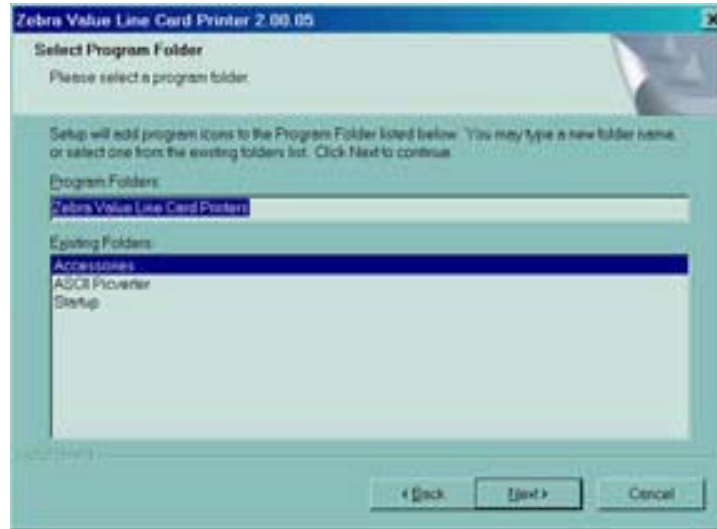 Zebra Value Line Card Printer 2.00.05
Select Program Folder
Please select a program folder.
Setup will add program icons to the Program Folder listed below. You may type a new folder name,
or select one from the existing folders list. Click Next to continue.
Program Folders:
Zebra Value Line Card Printers
Existing Folders:
Accessories
ASCII Picverter
Startup
< Back
Next >
Cancel